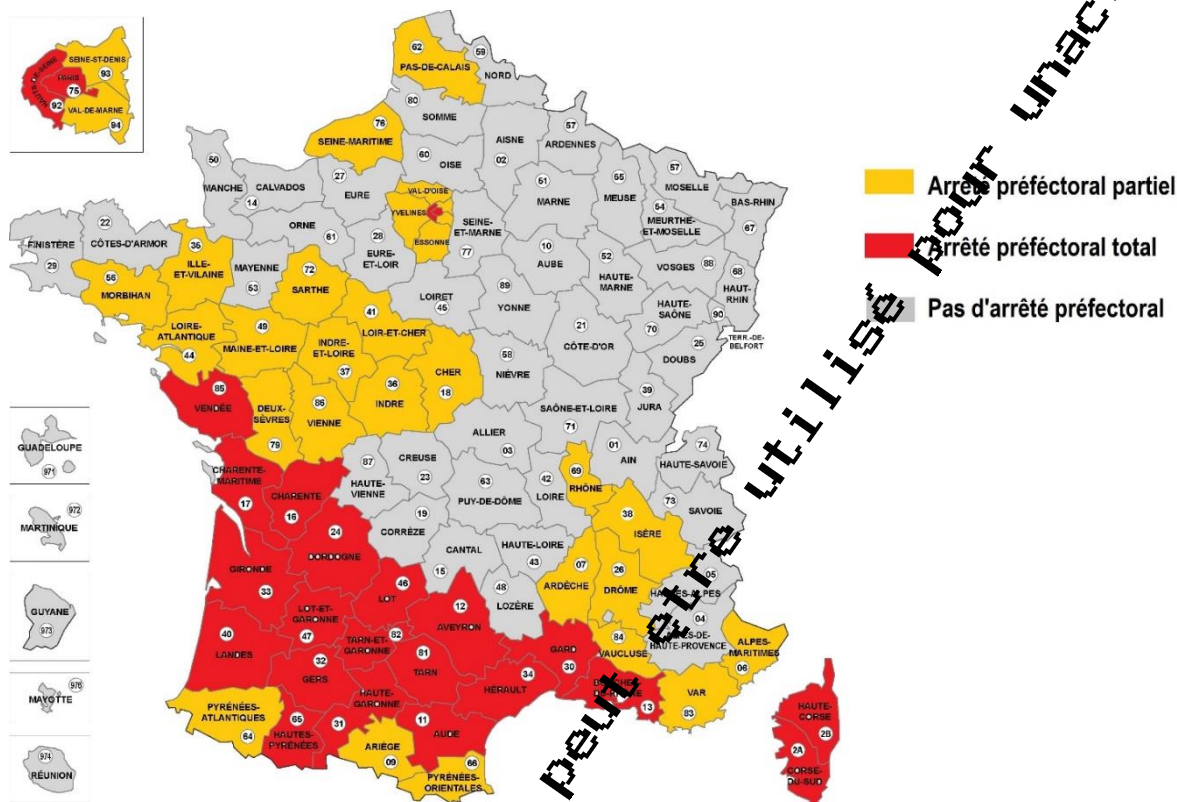 SEINE-ST-DENIS
93
HAUTS-DE-SEINE
PARIS
75
92
VAL-DE-MARNE
94
62
PAS-DE-CALAIS
59
NORD
80
SOMME
76
SEINE-MARITIME
AISNE
02
57
ARDENNES
60
OISE
50
MANCHE
CALVADOS
14
27
EURE
VAL-D'OISE
YVELINES
ESSONNE
SEINE-
ET-MARNE
77
51
MARNE
55
MEUSE
57
MOSELLE
54
MEURTHE-
ET-MOSELLE
BAS-RHIN
67
ORNE
61
28
EURE-
ET-LOIR
22
CÔTES-D'ARMOR
FINISTÈRE
29
35
ILLE-
ET-VILAINE
MAYENNE
53
72
SARTHE
56
MORBIHAN
10
AUBE
52
HAUTE-
MARNE
VOSGES
88
68
HAUT-
RHIN
LOIRET
45
89
YONNE
HAUTE-
SAÔNE
70
90
TERR.-DE-
BELFORT
41
LOIR-ET-CHER
LOIRE-
ATLANTIQUE
44
49
MAINE-ET-LOIRE
INDRE-
ET-LOIRE
37
21
CÔTE-D'OR
25
DOUBS
58
NIÈVRE
CHER
18
36
INDRE
85
VENDÉE
DEUX-
SÈVRES
79
86
VIENNE
39
JURA
SAÔNE-ET-LOIRE
71
ALLIER
03
01
AIN
74
HAUTE-SAVOIE
87
HAUTE-
VIENNE
CREUSE
23
63
PUY-DE-DÔME
42
LOIRE
69
RHÔNE
73
SAVOIE
CHARENTE-
MARITIME
17
CHARENTE
16
19
CORRÈZE
38
ISÈRE
24
DORDOGNE
CANTAL
15
HAUTE-LOIRE
43
07
ARDÈCHE
26
DRÔME
05
HAUTES-ALPES
GIRONDE
33
46
LOT
12
AVEYRON
48
LOZÈRE
04
ALPES-DE-
HAUTE-PROVENCE
LOT-ET-
GARONNE
47
TARN-ET-
GARONNE
82
84
VAUCLUSE
ALPES-
MARITIMES
06
40
LANDES
32
GERS
81
TARN
GARD
30
34
HÉRAULT
13
VAR
83
HAUTE-
GARONNE
31
PYRÉNÉES-
ATLANTIQUES
64
65
HAUTES-
PYRÉNÉES
11
AUDE
ARIÈGE
09
66
PYRÉNÉES-
ORIENTALES
HAUTE-
CORSE
2B
2A
CORSE-
DU-SUD
GUADELOUPE
971
972
MARTINIQUE
GUYANE
973
976
MAYOTTE
974
RÉUNION
Arrêté préféctoral partiel
Arrêté préféctoral total
Pas d'arrêté préfectoral
peut etre utilisé pour